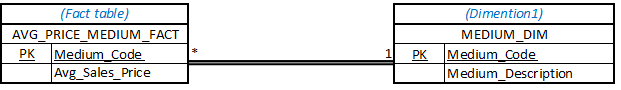 (Fact table)
AVG_PRICE_MEDIUM_FACT
PK Medium_Code
Avg_Sales_Price
* 1
(Dimention1)
MEDIUM_DIM
PK Medium_Code
Medium_Description